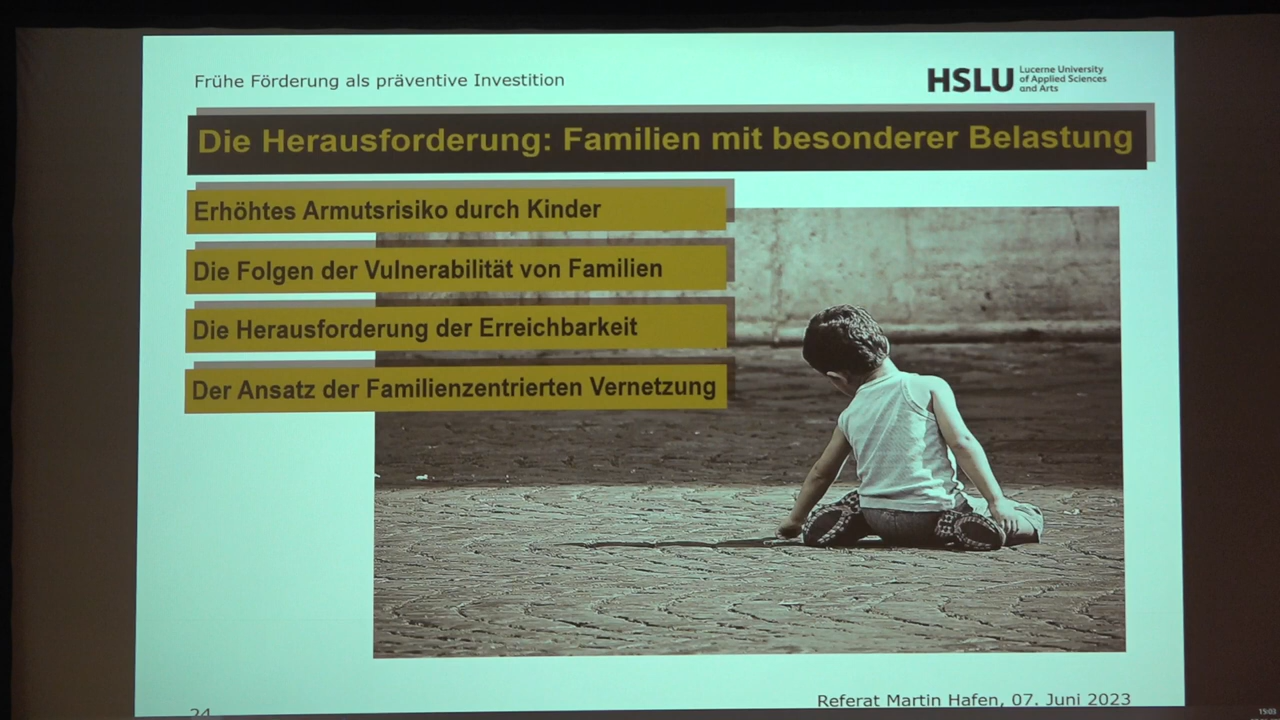 Frühe Förderung als präventive Investition
HSLU
Lucerne University
of Applied Sciences
and Arts
Die Herausforderung: Familien mit besonderer Belastung
Erhöhtes Armutsrisiko durch Kinder
Die Folgen der Vulnerabilität von Familien
Die Herausforderung der Erreichbarkeit
Der Ansatz der Familienzentrierten Vernetzung
Referat Martin Hafen, 07. Juni 2023
24
15:03